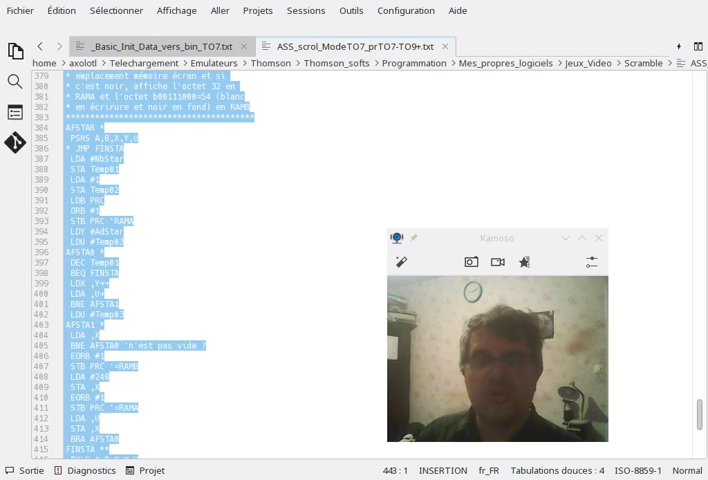 Fichier Édition Sélectionner Affichage Aller Projets Sessions Outils Configuration Aide
_Basic_Init_Data_vers_bin_TO7.txt ASS_scrol_ModeTO7_prTO7-TO9+.txt
home > axolotl > Telechargement > Emulateurs > Thomson > Thomson_softs > Programmation > Mes_propres_logiciels > Jeux_Video > Scramble >
379 * emplacement mémoire écran et si
380 * c'est noir, affiche l'octet 32 en
381 * RAMA et l'octet b00111000=54 (blanc
382 * en écrirure et noir en fond) en RAMB
383 ***************************************
384 AFSTAR *
385 PSHS A,B,X,Y,U
386 * JMP FINSTA
387 LDA #NbStar
388 STA Temp01
389 LDA #1
390 STA Temp02
391 LDB PRC
392 ORB #1
393 STB PRC 'RAMA
394 LDY #AdStar
395 LDU #Temp03
396 AFSTA0 *
397 DEC Temp01
398 BEQ FINSTA
399 LDX ,Y++
400 LDA ,U+
401 BNE AFSTA1
402 LDU #Temp03
403 AFSTA1 *
404 LDA ,X
405 BNE AFSTA0 'n'est pas vide ?
406 EORB #1
407 STB PRC '=RAMB
408 LDA #248
409 STA ,X
410 EORB #1
411 STB PRC '=RAMA
412 LDA ,U
413 STA ,X
414 BRA AFSTA0
415 FINSTA **
Kamoso
Sortie Diagnostics Projet 443 : 1 INSERTION fr_FR Tabulations douces : 4 ISO-8859-1 Normal